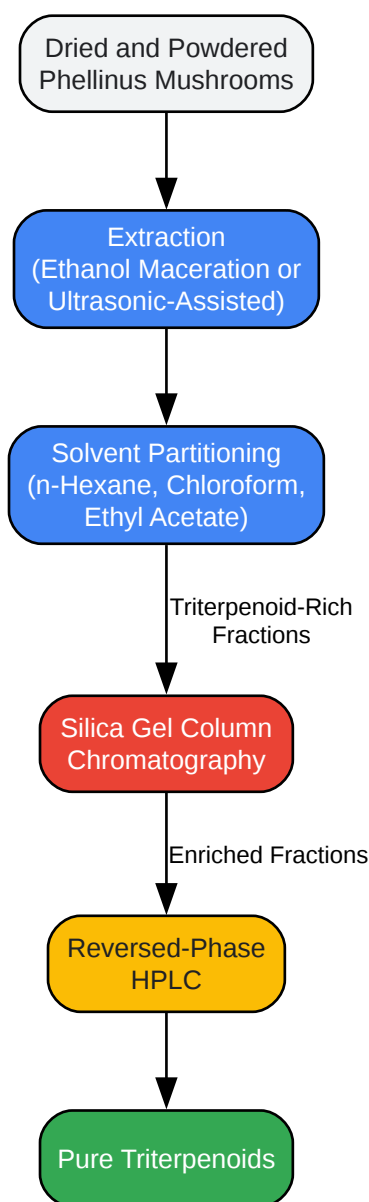 Dried and Powdered
Phellinus Mushrooms
Extraction
(Ethanol Maceration or
Ultrasonic-Assisted)
Solvent Partitioning
(n-Hexane, Chloroform,
Ethyl Acetate)
Triterpenoid-Rich
Fractions
Silica Gel Column
Chromatography
Enriched Fractions
Reversed-Phase
HPLC
Pure Triterpenoids